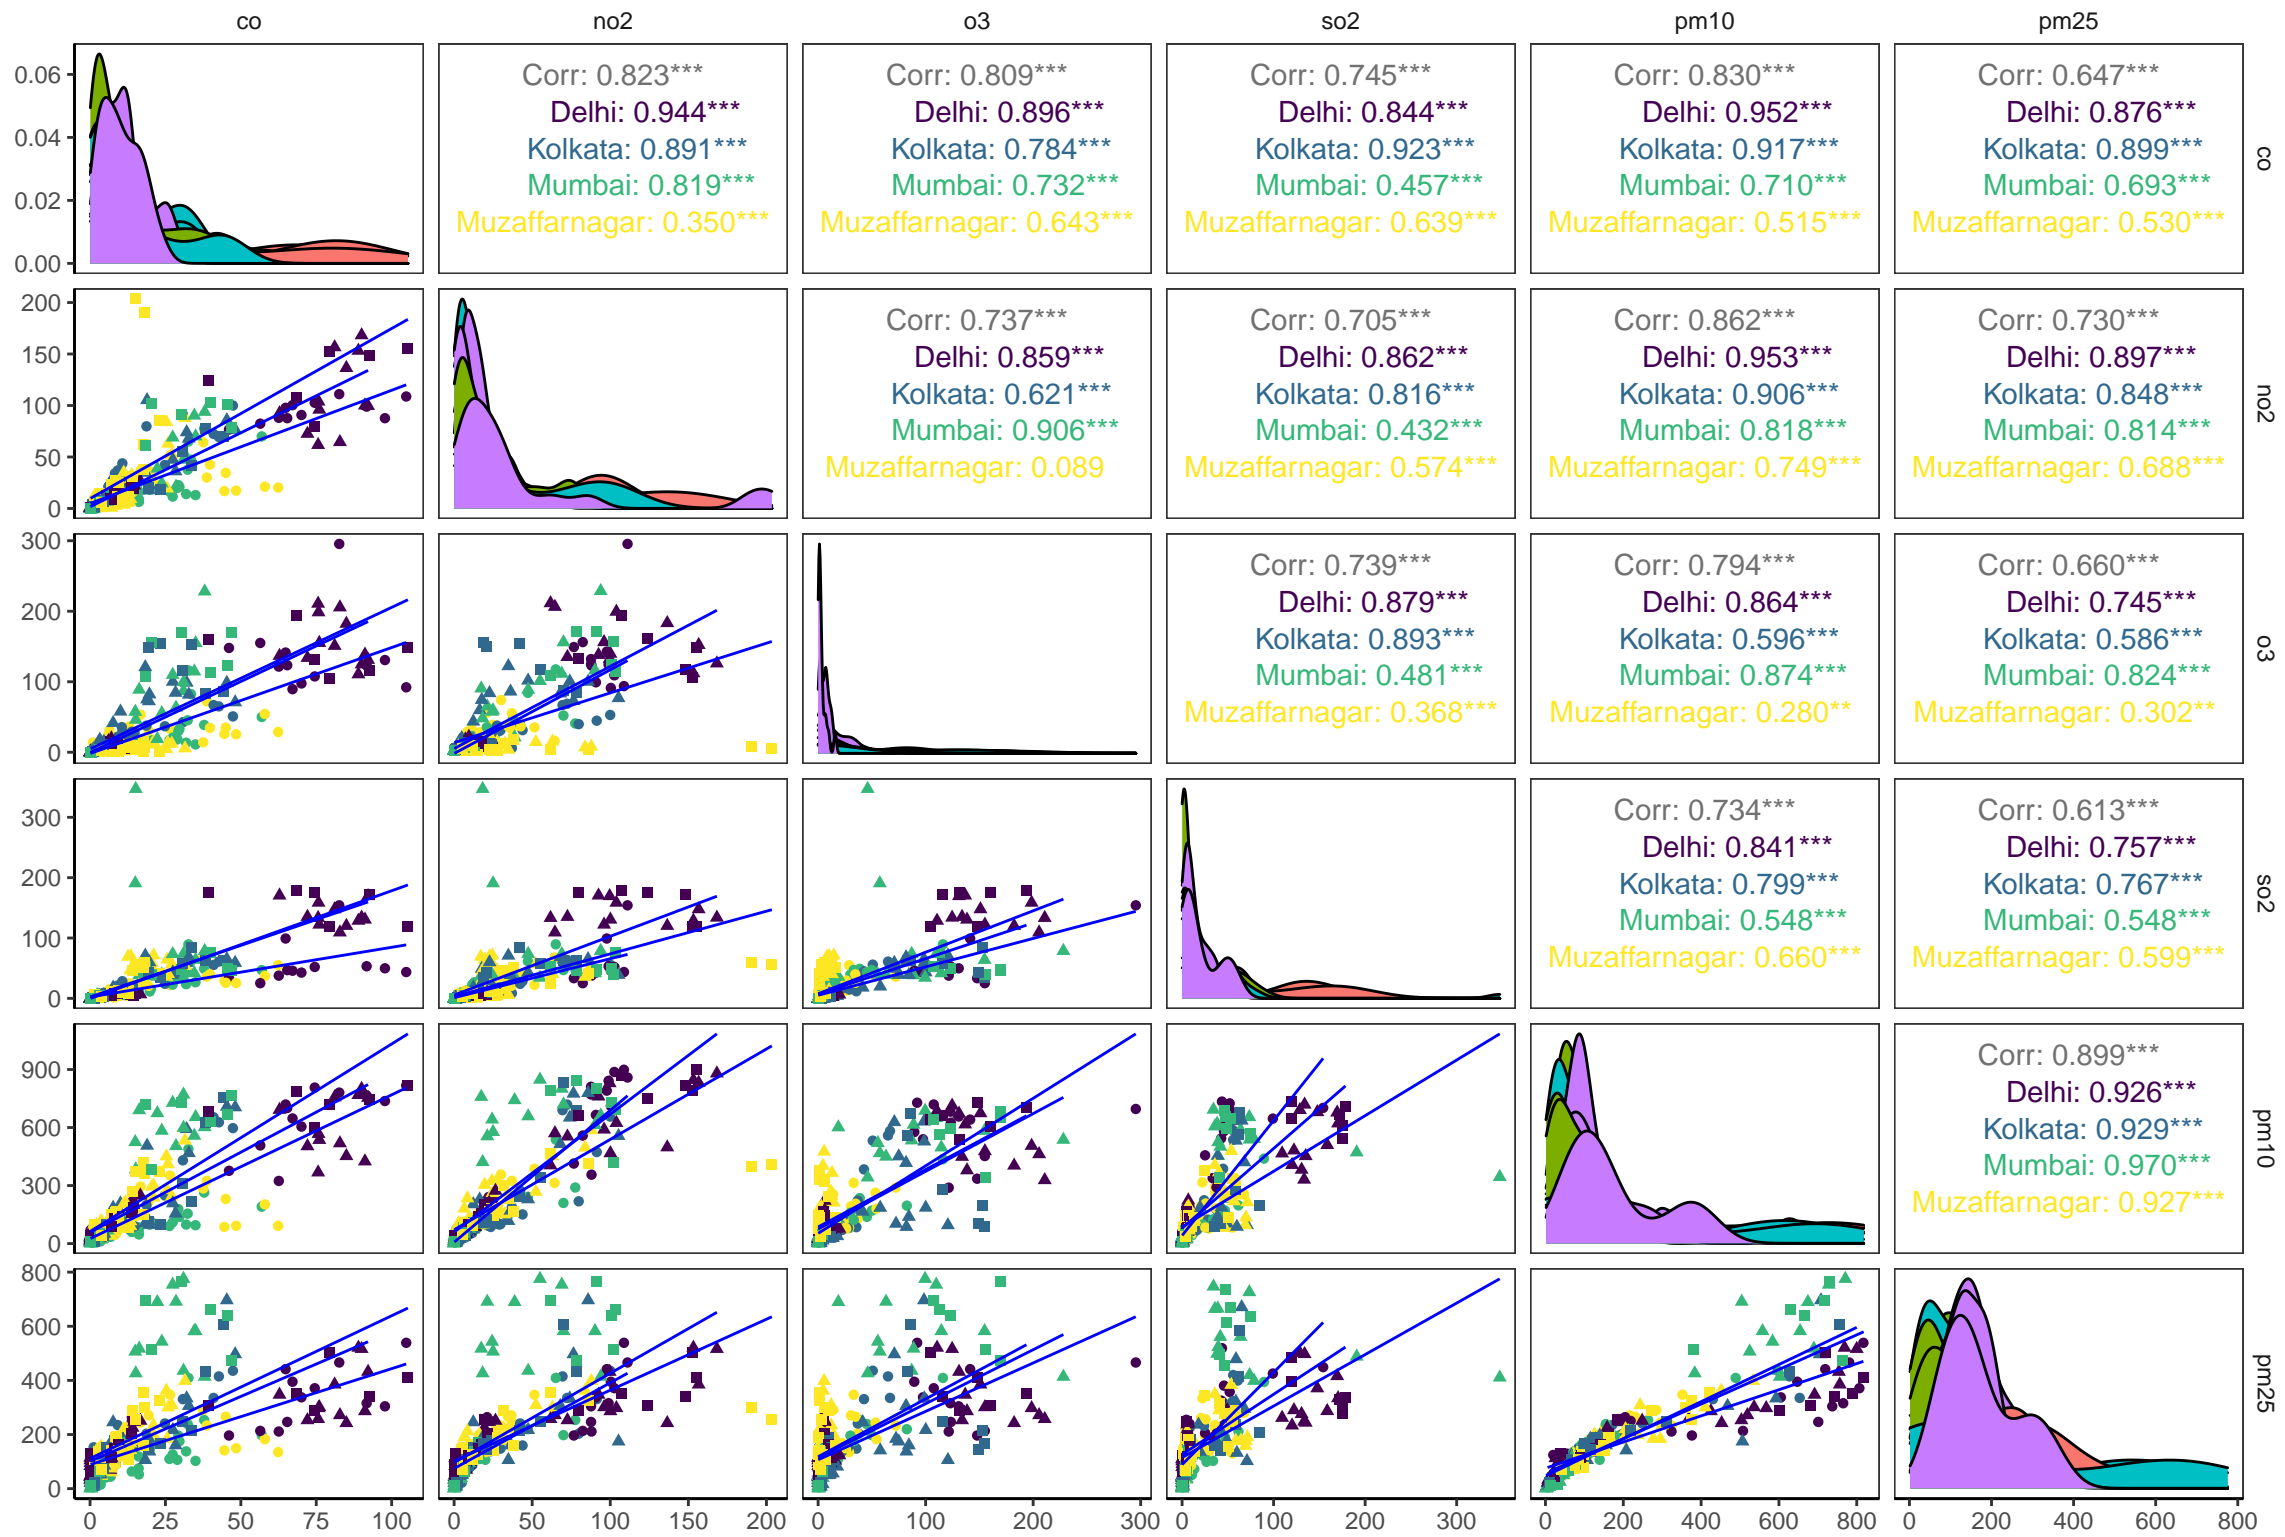 co no2 o3 so2 pm10 pm25
0.06
0.04
0.02
0.00
Corr: 0.823***
Delhi: 0.944***
Kolkata: 0.891***
Mumbai: 0.819***
Muzaffarnagar: 0.350***
Corr: 0.809***
Delhi: 0.896***
Kolkata: 0.784***
Mumbai: 0.732***
Muzaffarnagar: 0.643***
Corr: 0.745***
Delhi: 0.844***
Kolkata: 0.923***
Mumbai: 0.457***
Muzaffarnagar: 0.639***
Corr: 0.830***
Delhi: 0.952***
Kolkata: 0.917***
Mumbai: 0.710***
Muzaffarnagar: 0.515***
Corr: 0.647***
Delhi: 0.876***
Kolkata: 0.899***
Mumbai: 0.693***
Muzaffarnagar: 0.530***
co
200
150
100
50
0
Corr: 0.737***
Delhi: 0.859***
Kolkata: 0.621***
Mumbai: 0.906***
Muzaffarnagar: 0.089
Corr: 0.705***
Delhi: 0.862***
Kolkata: 0.816***
Mumbai: 0.432***
Muzaffarnagar: 0.574***
Corr: 0.862***
Delhi: 0.953***
Kolkata: 0.906***
Mumbai: 0.818***
Muzaffarnagar: 0.749***
Corr: 0.730***
Delhi: 0.897***
Kolkata: 0.848***
Mumbai: 0.814***
Muzaffarnagar: 0.688***
no2
300
200
100
0
Corr: 0.739***
Delhi: 0.879***
Kolkata: 0.893***
Mumbai: 0.481***
Muzaffarnagar: 0.368***
Corr: 0.794***
Delhi: 0.864***
Kolkata: 0.596***
Mumbai: 0.874***
Muzaffarnagar: 0.280**
Corr: 0.660***
Delhi: 0.745***
Kolkata: 0.586***
Mumbai: 0.824***
Muzaffarnagar: 0.302**
o3
300
200
100
0
Corr: 0.734***
Delhi: 0.841***
Kolkata: 0.799***
Mumbai: 0.548***
Muzaffarnagar: 0.660***
Corr: 0.613***
Delhi: 0.757***
Kolkata: 0.767***
Mumbai: 0.548***
Muzaffarnagar: 0.599***
so2
900
600
300
0
Corr: 0.899***
Delhi: 0.926***
Kolkata: 0.929***
Mumbai: 0.970***
Muzaffarnagar: 0.927***
pm10
800
600
400
200
0
pm25
0 25 50 75 100 0 50 100 150 200 0 100 200 300 0 100 200 300 0 200 400 600 800 0 200 400 600 800